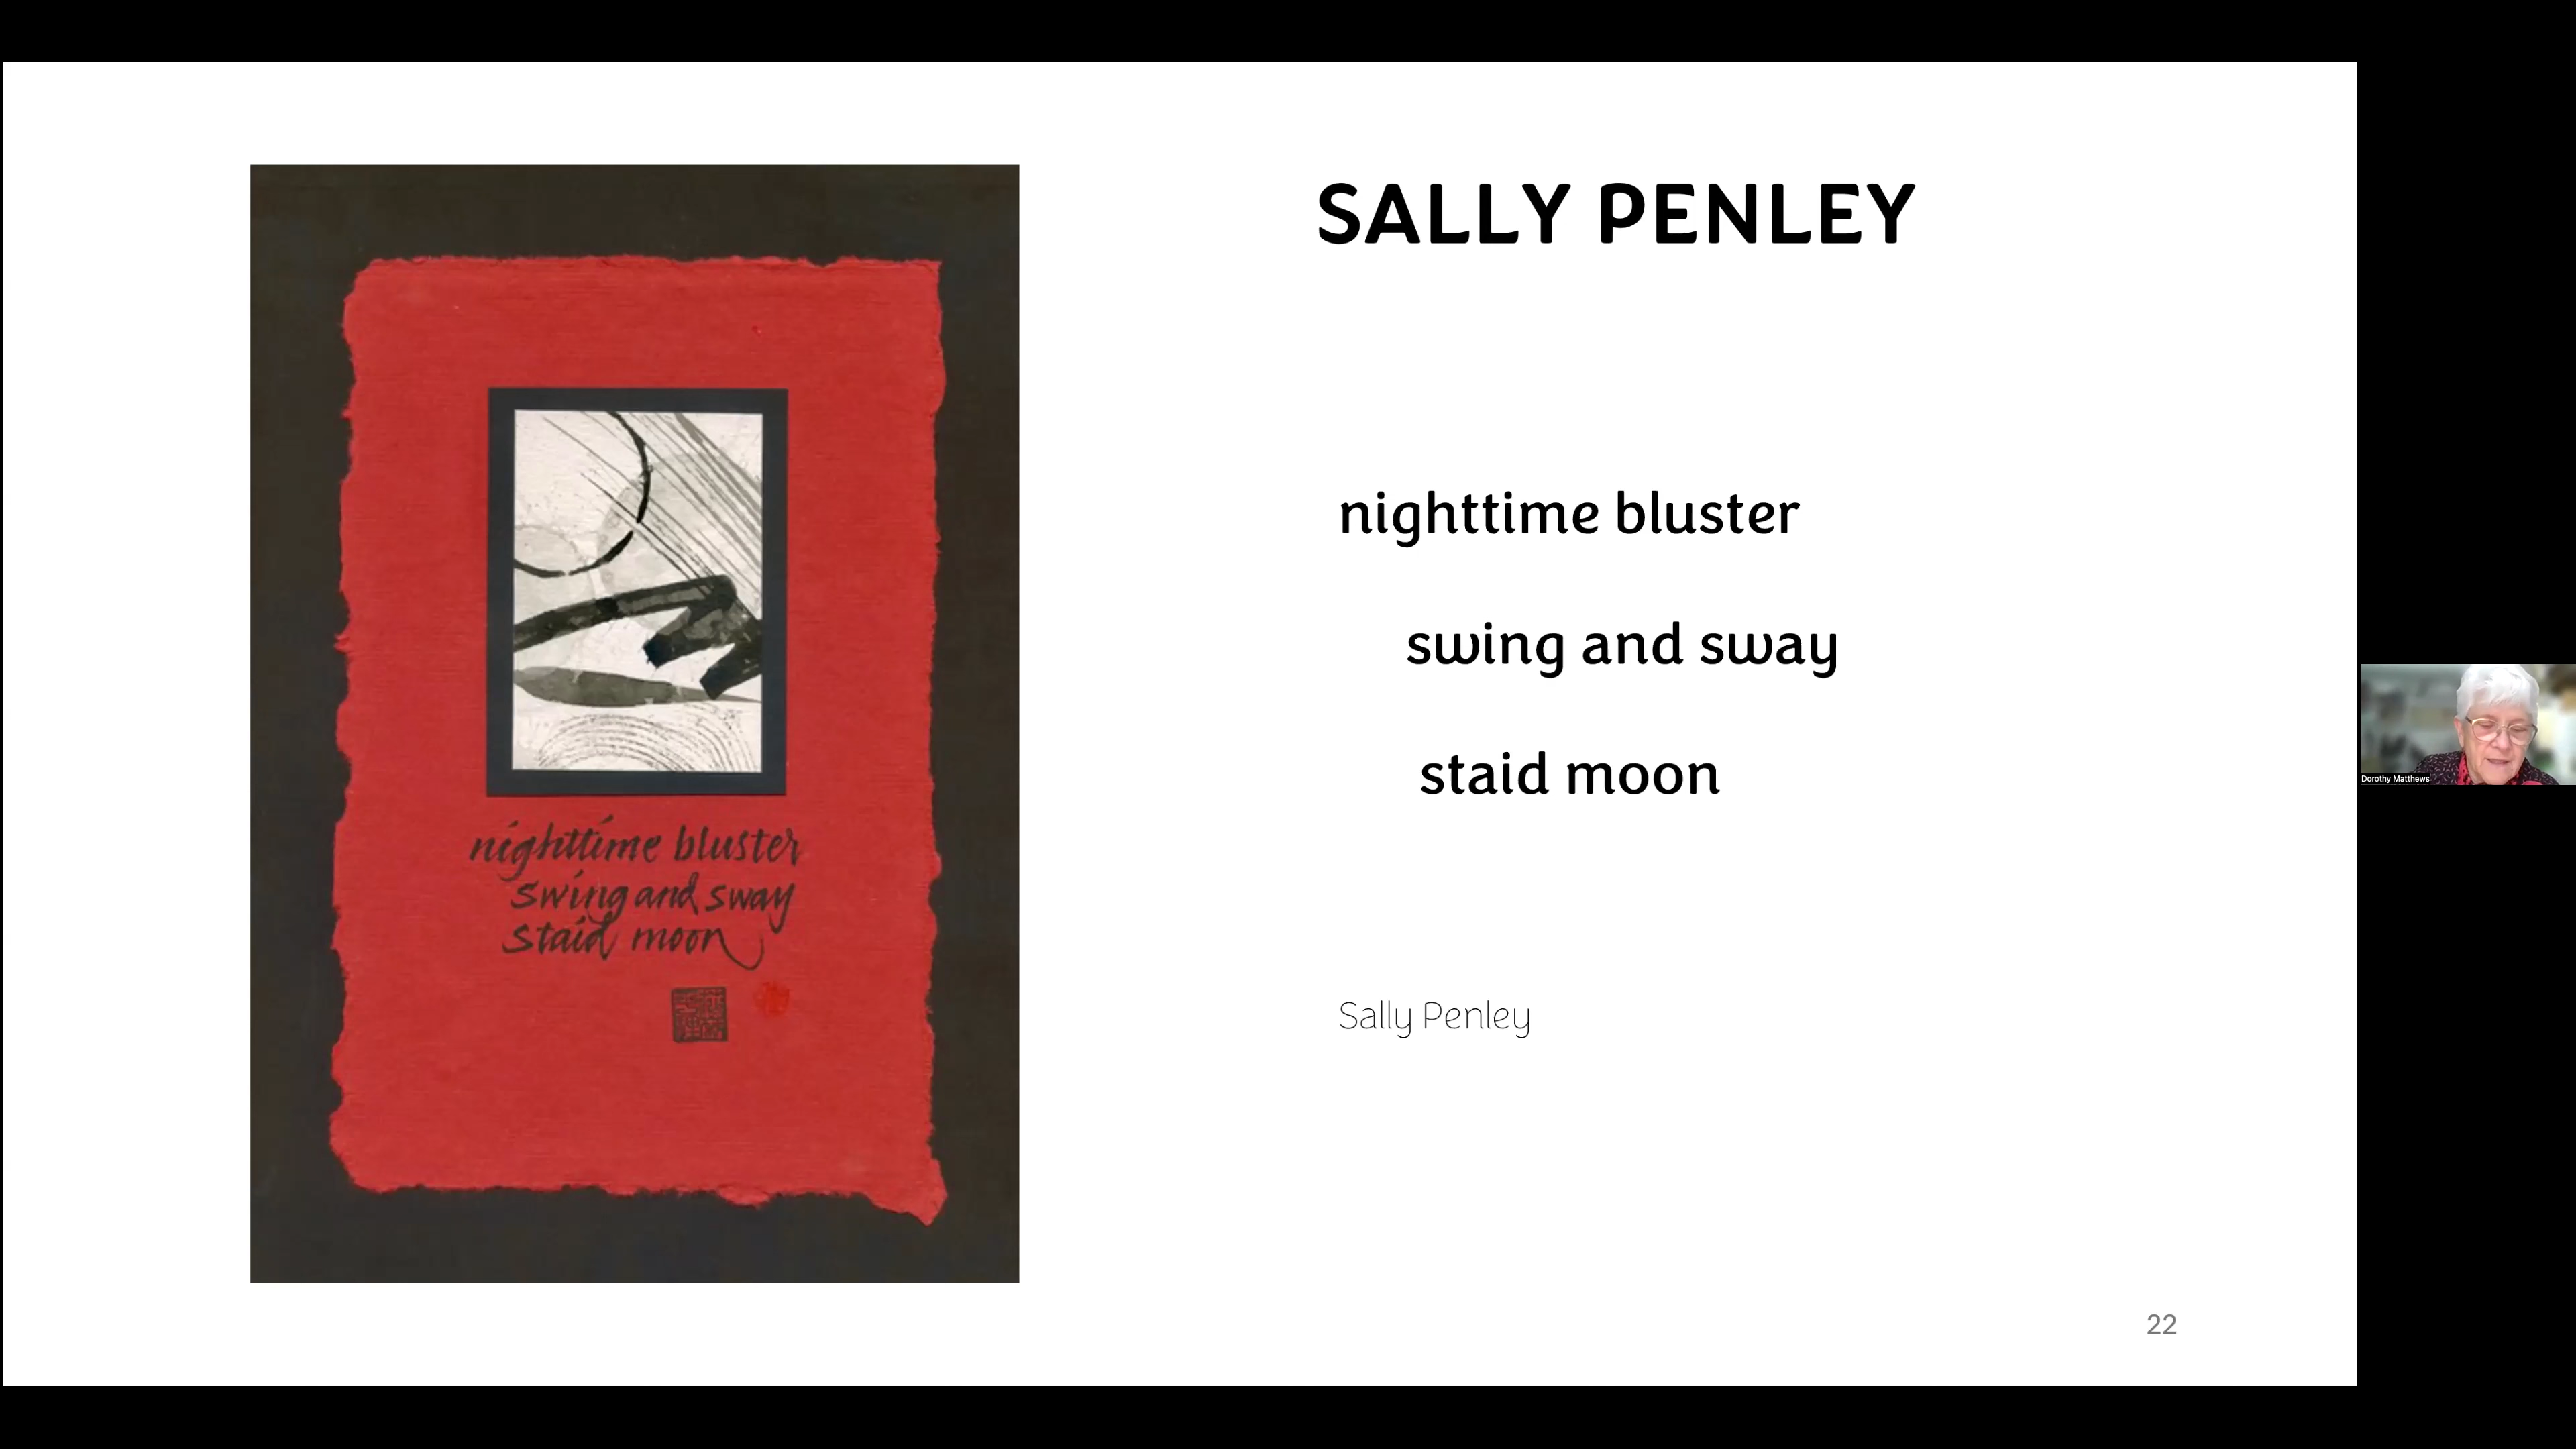 SALLY PENLEY
nighttime bluster
swing and sway
staid moon
nighttime bluster
swing and sway
staid moon
Sally Penley
22
Dorothy Matthews